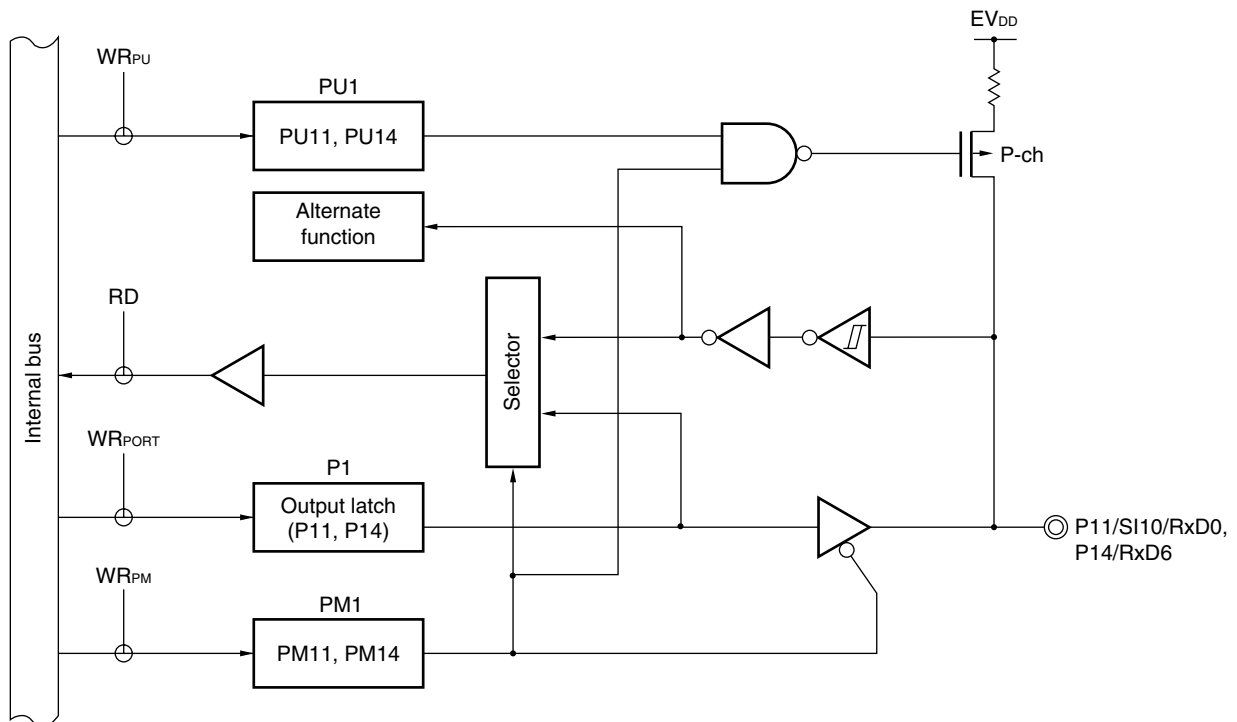 EVDD
WRPU
PU1
PU11, PU14
P-ch
Alternate
function
RD
Selector
Internal bus
WRPORT
P1
Output latch
(P11, P14)
P11/SI10/RxD0,
P14/RxD6
WRPM
PM1
PM11, PM14